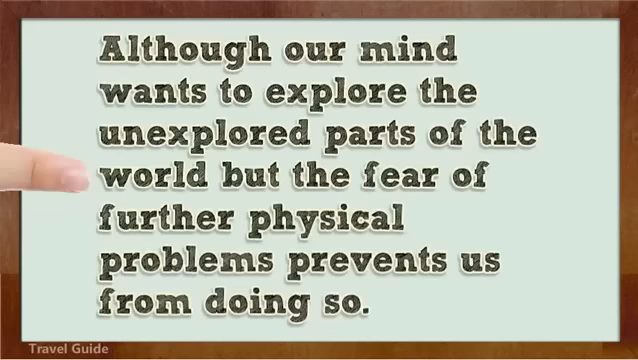 Although our mind
wants to explore the
unexplored parts of the
world but the fear of
further physical
problems prevents us
from doing so.
Travel Guide